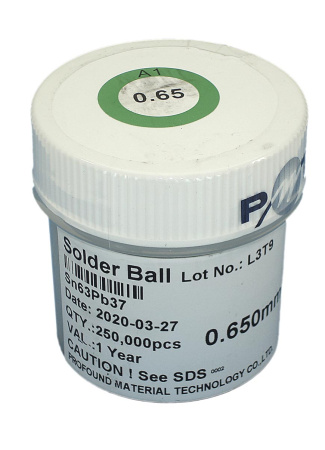 A1
0.65
Solder Ball Lot No.: L3T9
Sn63Pb37
Date: 2020-03-27
QTY.:250,000pcs 0.650mm
VAL.:1 Year
CAUTION ! See SDS 0002
PROFOUND MATERIAL TECHNOLOGY CO.,LTD.